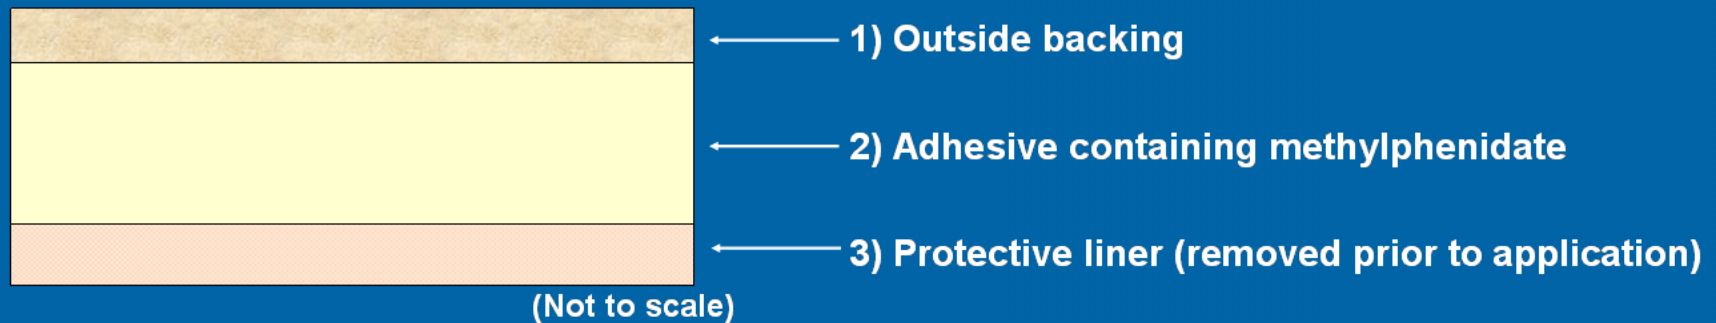 1) Outside backing
2) Adhesive containing methylphenidate
3) Protective liner (removed prior to application)
(Not to scale)